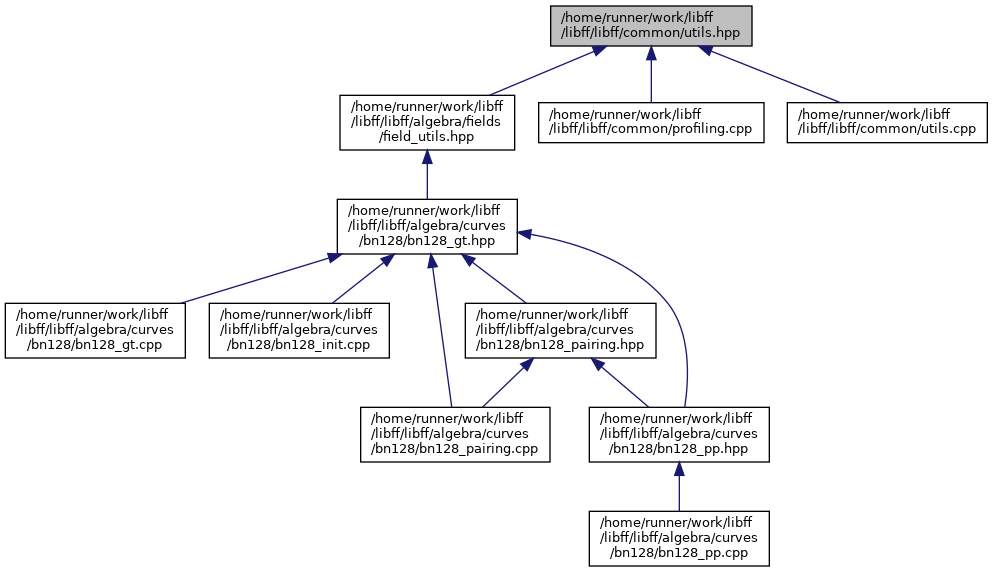 /home/runner/work/libff
/libff/libff/common/utils.hpp
/home/runner/work/libff
/libff/libff/algebra/fields
/field_utils.hpp
/home/runner/work/libff
/libff/libff/common/profiling.cpp
/home/runner/work/libff
/libff/libff/common/utils.cpp
/home/runner/work/libff
/libff/libff/algebra/curves
/bn128/bn128_gt.hpp
/home/runner/work/libff
/libff/libff/algebra/curves
/bn128/bn128_gt.cpp
/home/runner/work/libff
/libff/libff/algebra/curves
/bn128/bn128_init.cpp
/home/runner/work/libff
/libff/libff/algebra/curves
/bn128/bn128_pairing.hpp
/home/runner/work/libff
/libff/libff/algebra/curves
/bn128/bn128_pairing.cpp
/home/runner/work/libff
/libff/libff/algebra/curves
/bn128/bn128_pp.hpp
/home/runner/work/libff
/libff/libff/algebra/curves
/bn128/bn128_pp.cpp